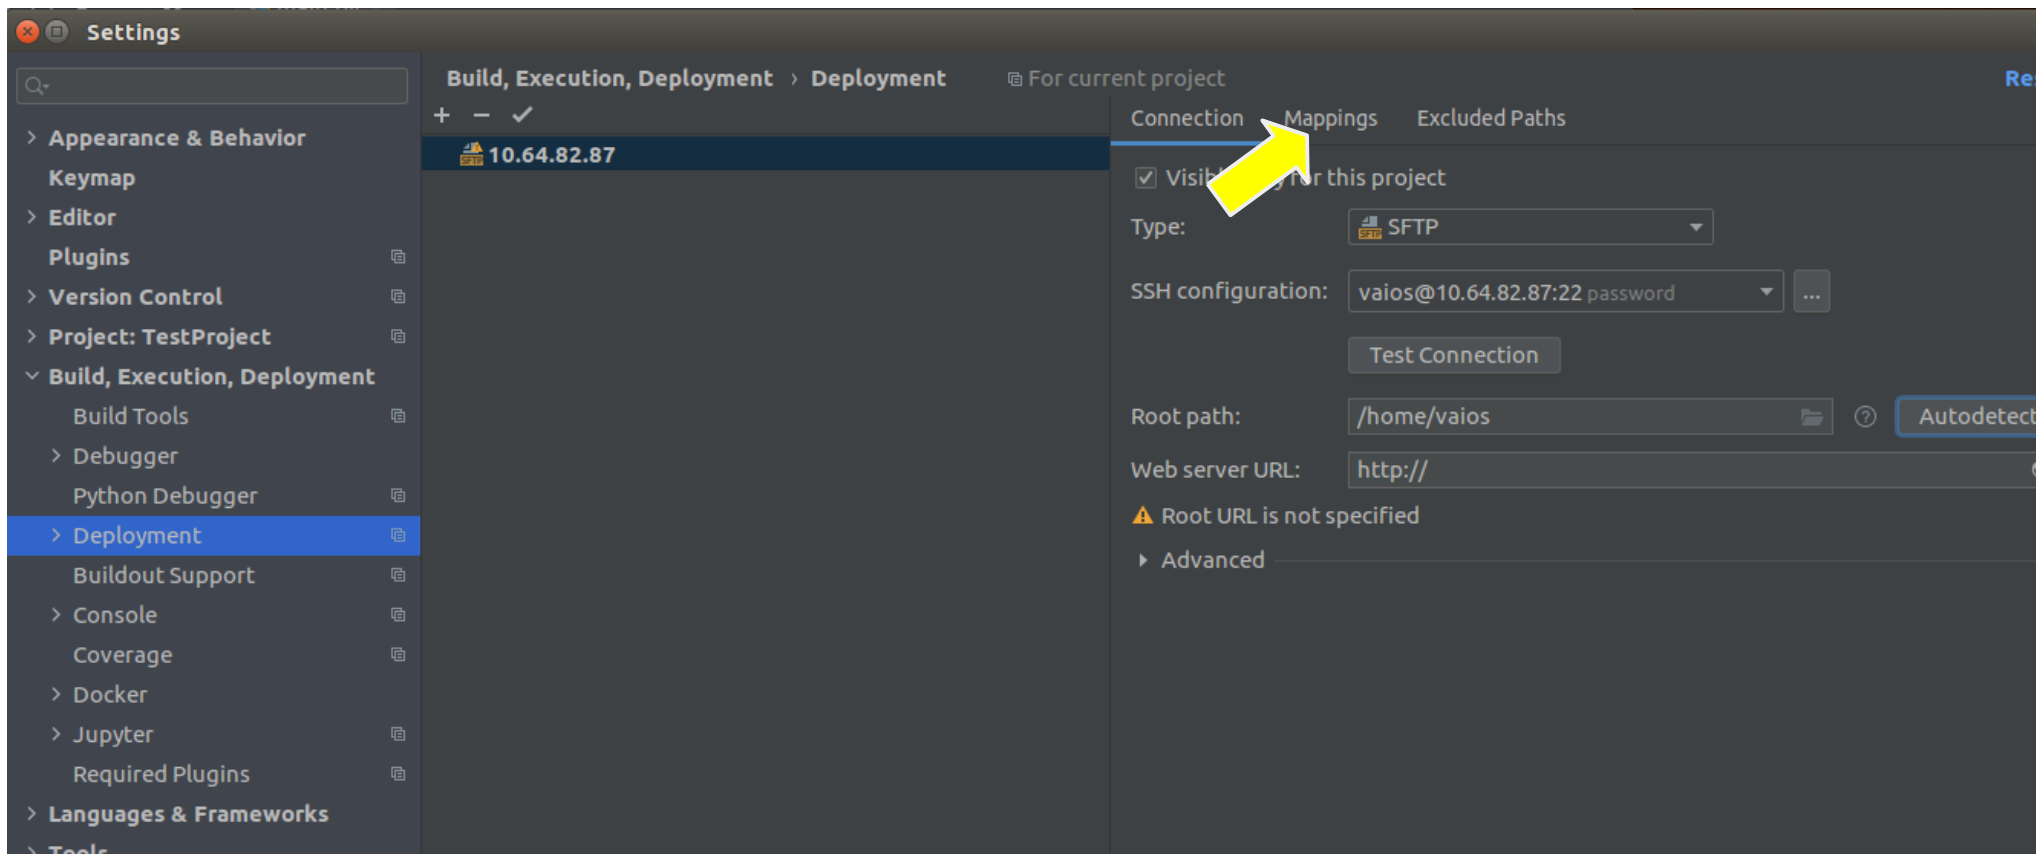 Settings
Appearance & Behavior
Keymap
Editor
Plugins
Version Control
Project: TestProject
Build, Execution, Deployment
Build Tools
Debugger
Python Debugger
Deployment
Buildout Support
Console
Coverage
Docker
Jupyter
Required Plugins
Languages & Frameworks
Tools
Build, Execution, Deployment › Deployment For current project
10.64.82.87
Connection Mappings Excluded Paths
for this project
Type: SFTP
SSH configuration: vaios@10.64.82.87:22 password ...
Test Connection
Root path: /home/vaios Autodetect
Web server URL: http://
Root URL is not specified
Advanced